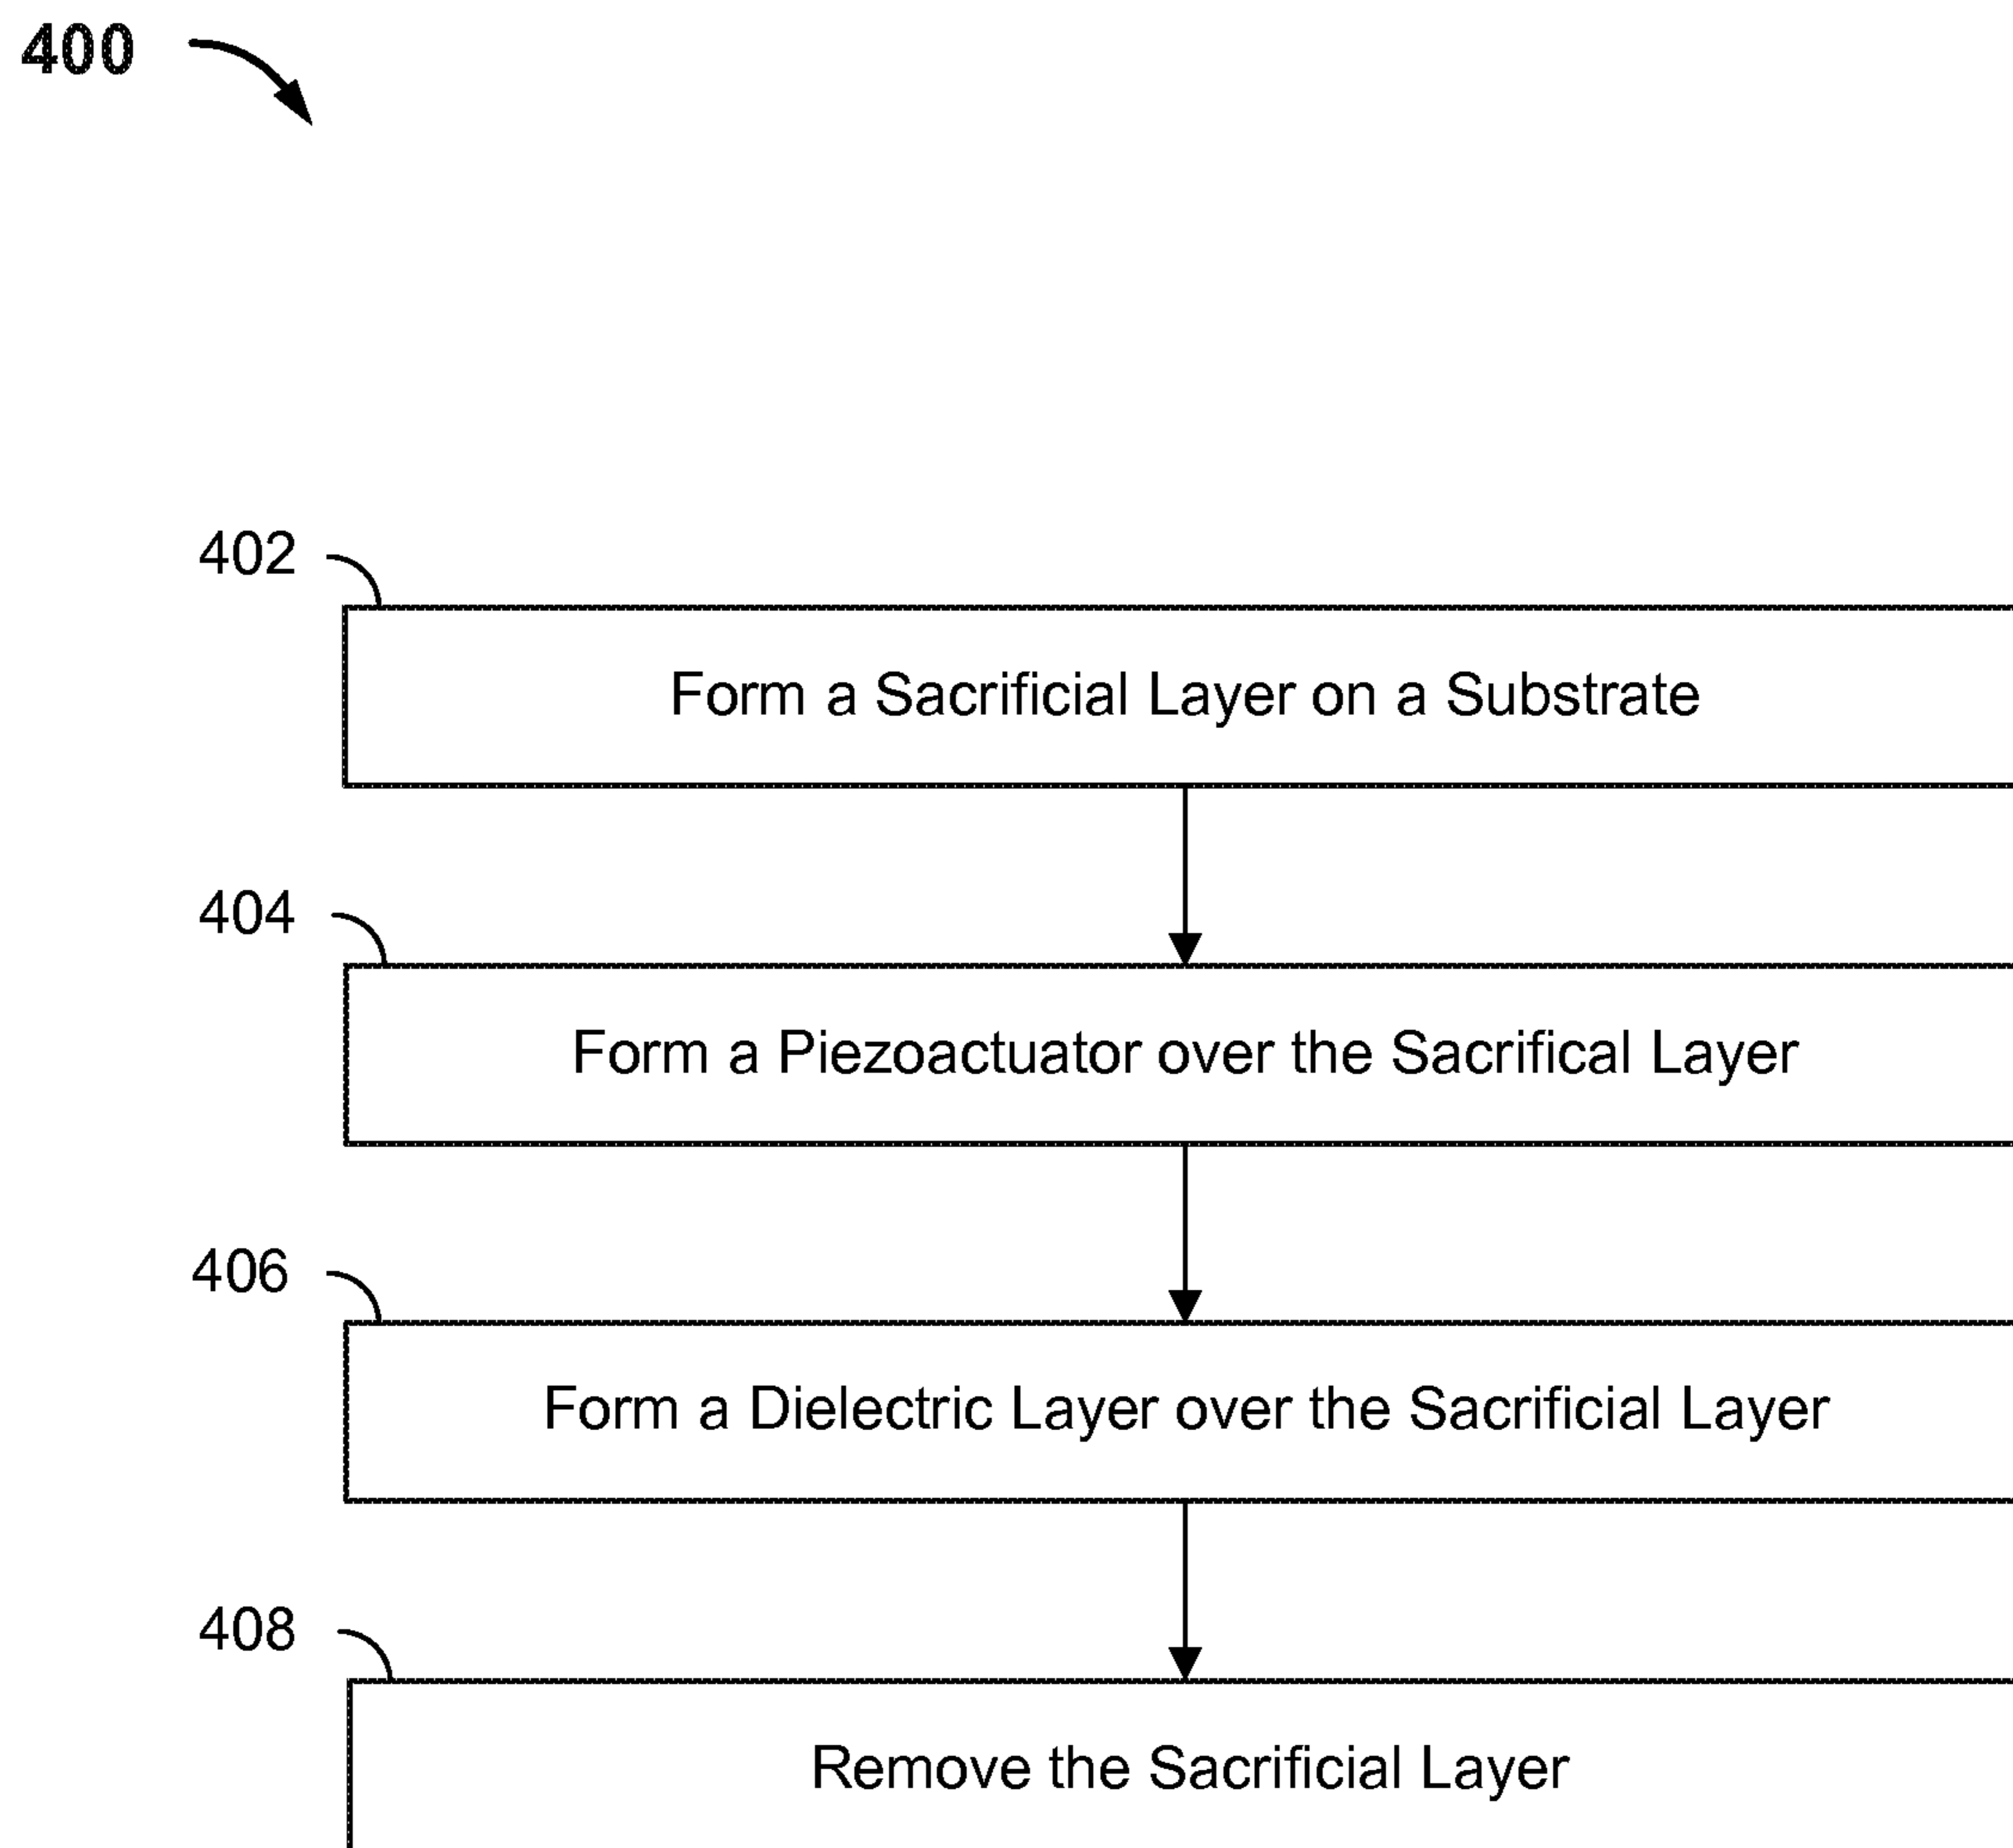 400
402
Form a Sacrificial Layer on a Substrate
404
Form a Piezoactuator over the Sacrifical Layer
406
Form a Dielectric Layer over the Sacrificial Layer
408
Remove the Sacrificial Layer